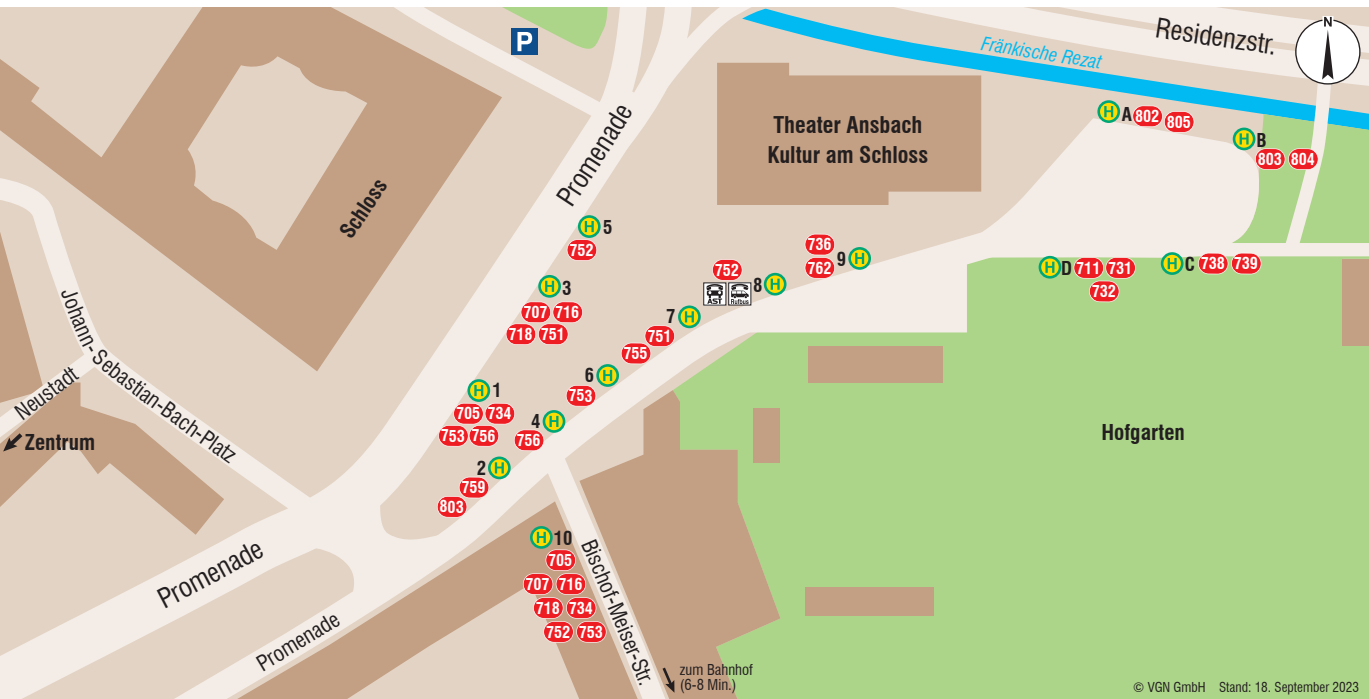 P
Residenzstr.
N
Fränkische Rezat
Promenade
Theater Ansbach
Kultur am Schloss
H A 802 805
H B
803 804
Schloss
H 5
752
736
762 9 H
H D 711 731
732
H C 738 739
752
AST Rufbus 8 H
H 3
707 716
718 751
7 H
751
755
Johann-Sebastian-Bach-Platz
6 H
753
H 1
705 734
753 756
4 H
756
Neustadt
Zentrum
Hofgarten
2 H
759
803
H 10
705
707 716
718 734
752 753
Bischof-Meiser-Str.
Promenade
Promenade
zum Bahnhof
(6-8 Min.)
© VGN GmbH Stand: 18. September 2023